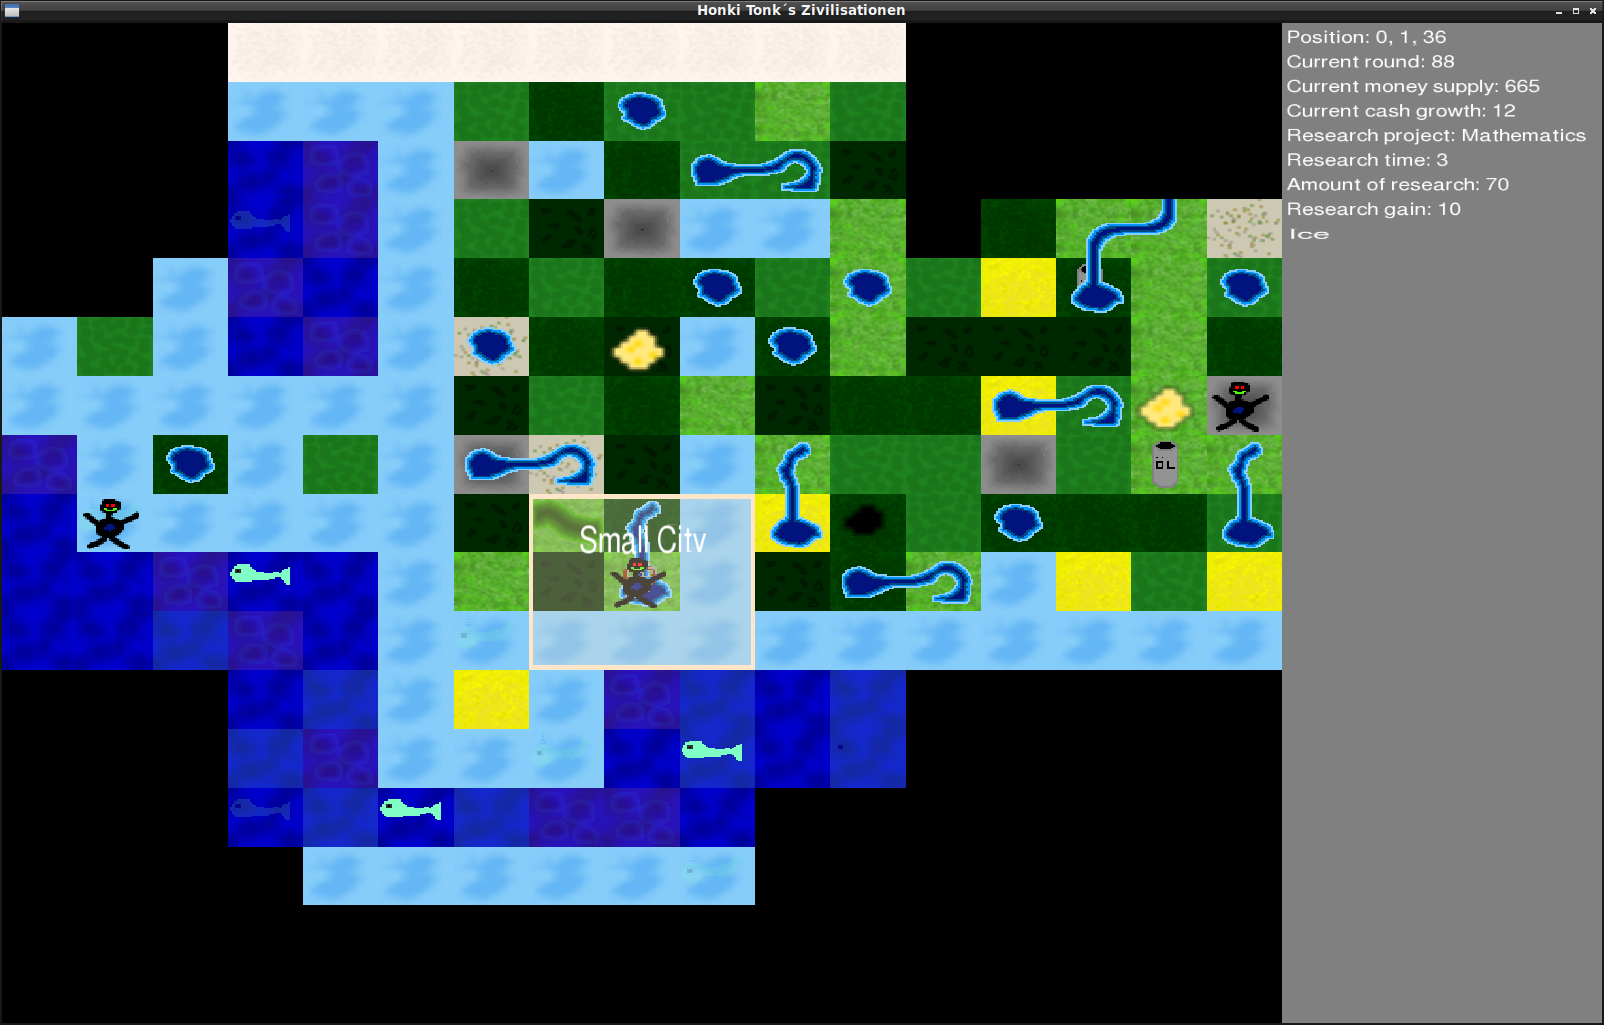 Honki Tonk´s Zivilisationen
Position: 0, 1, 36
Current round: 88
Current money supply: 665
Current cash growth: 12
Research project: Mathematics
Research time: 3
Amount of research: 70
Research gain: 10
Ice
OL
Small City